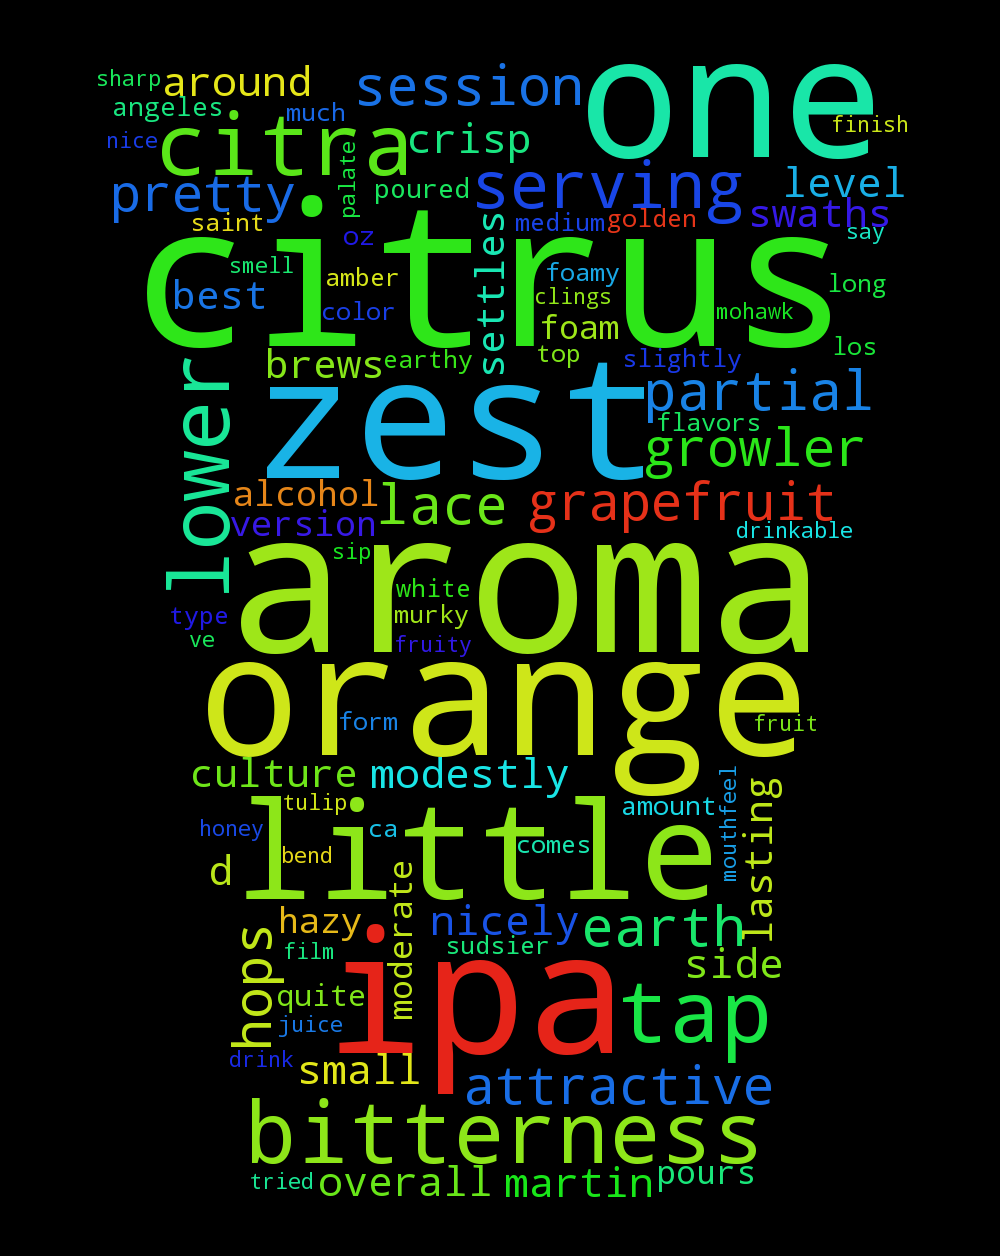 one
sharp around session
angeles much finish
nice citra crisp
palate
pretty poured serving level
saint medium golden swaths
oz say
citrus
smell foamy
best amber clings long
color foam mohawk
settles
brews earthy top slightly los
zest
lower
partial
flavors
growler
alcohol lace grapefruit
version drinkable
sip
aroma
white
type murky
ve fruity
orange
form fruit
culture modestly
mouthfeel
lasting
tulip amount
little
honey ca
d bend comes
moderate
hops
hazy nicely earth
film sudsier side
ipa
quite tap
juice
drink small attractive
bitterness
tried overall martin pours